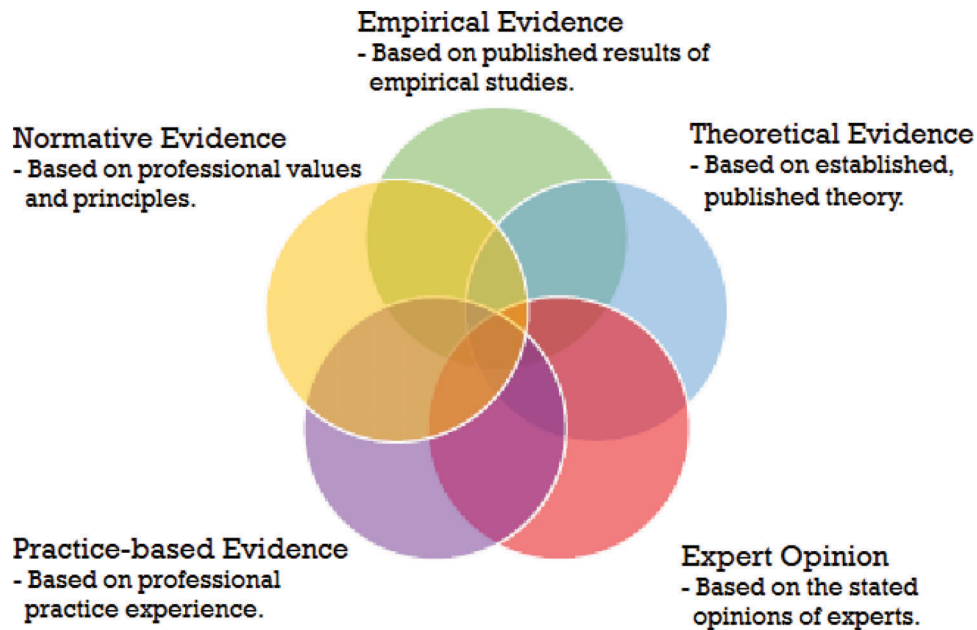 Empirical Evidence
- Based on published results of
empirical studies.
Normative Evidence
- Based on professional values
and principles.
Theoretical Evidence
- Based on established,
published theory.
Practice-based Evidence
- Based on professional
practice experience.
Expert Opinion
- Based on the stated
opinions of experts.